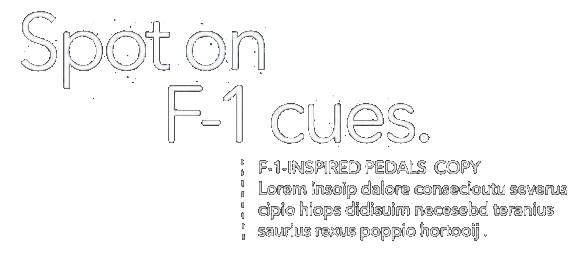 Spot on
F-1 cues.
F-1-INSPIRED PEDALS COPY
Lorem insoip dalore consecioutu severus
cipio hiops didisuim necesebd teranius
saurius rexus poppio hortooij.